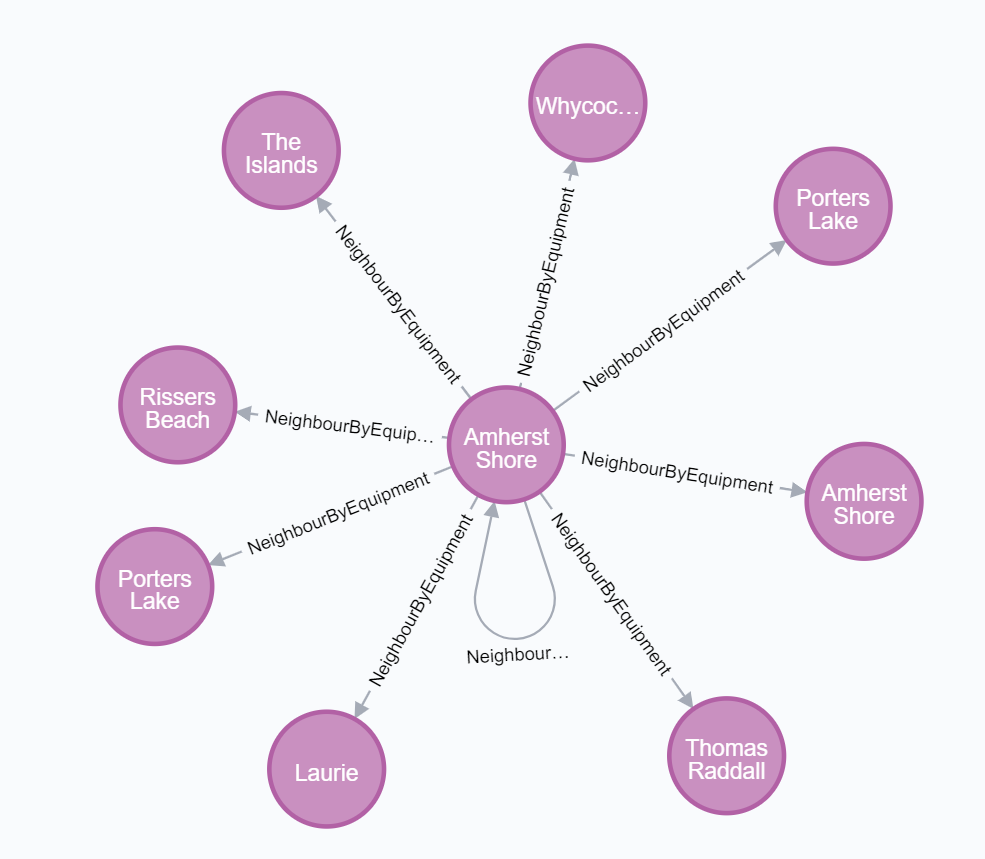 Whycoc…
The
Islands
Porters
Lake
NeighbourByEquipment
NeighbourByEquipment
NeighbourByEquipment
Rissers
Beach
NeighbourByEquip…
Amherst
Shore
NeighbourByEquipment
Amherst
Shore
NeighbourByEquipment
Porters
Lake
NeighbourByEquipment
NeighbourByEquipment
Neighbour…
Laurie
Thomas
Raddall